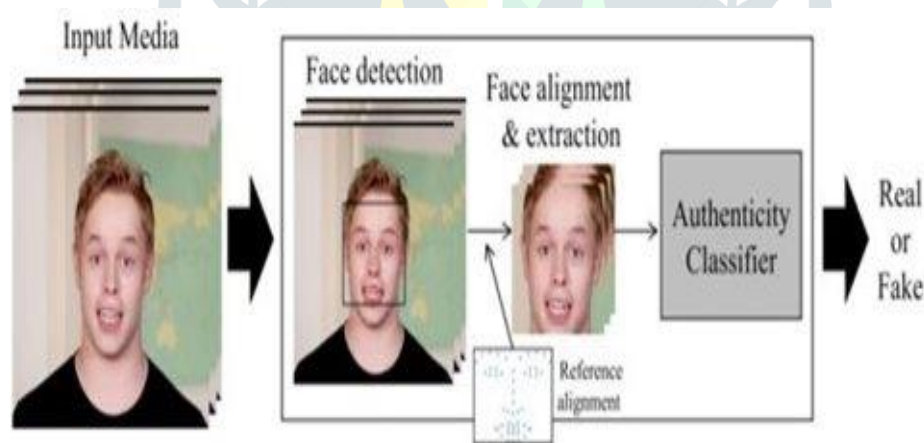 Input Media
Face detection
Face alignment
& extraction
Reference
alignment
Authenticity
Classifier
Real
or
Fake